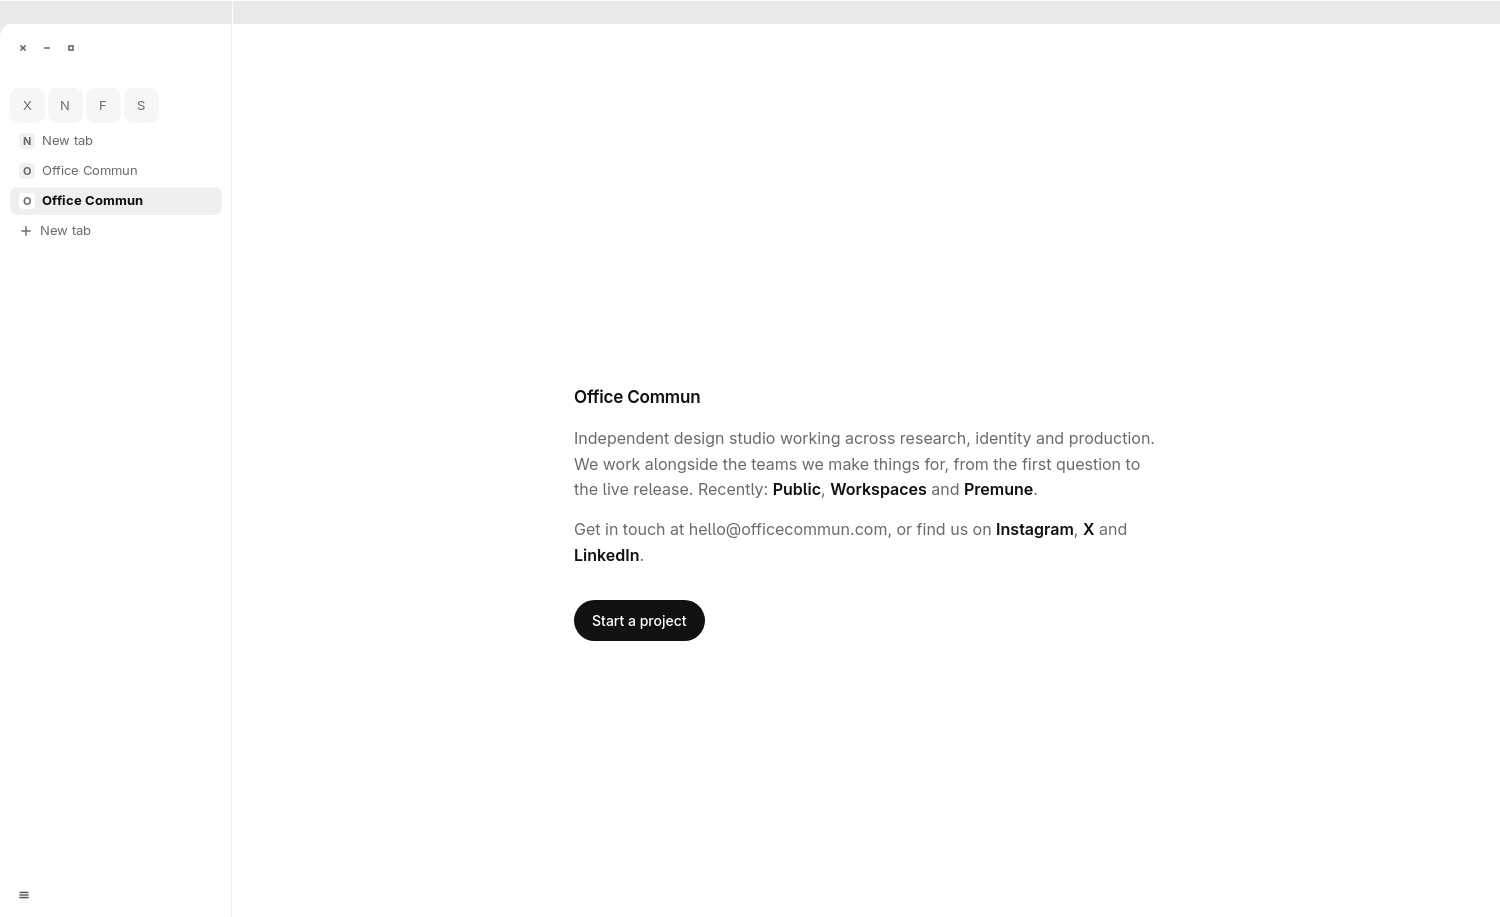 X N F S
N New tab
O Office Commun
O Office Commun
+ New tab
Office Commun
Independent design studio working across research, identity and production.
We work alongside the teams we make things for, from the first question to
the live release. Recently: Public, Workspaces and Premune.
Get in touch at hello@officecommun.com, or find us on Instagram, X and
LinkedIn.
Start a project